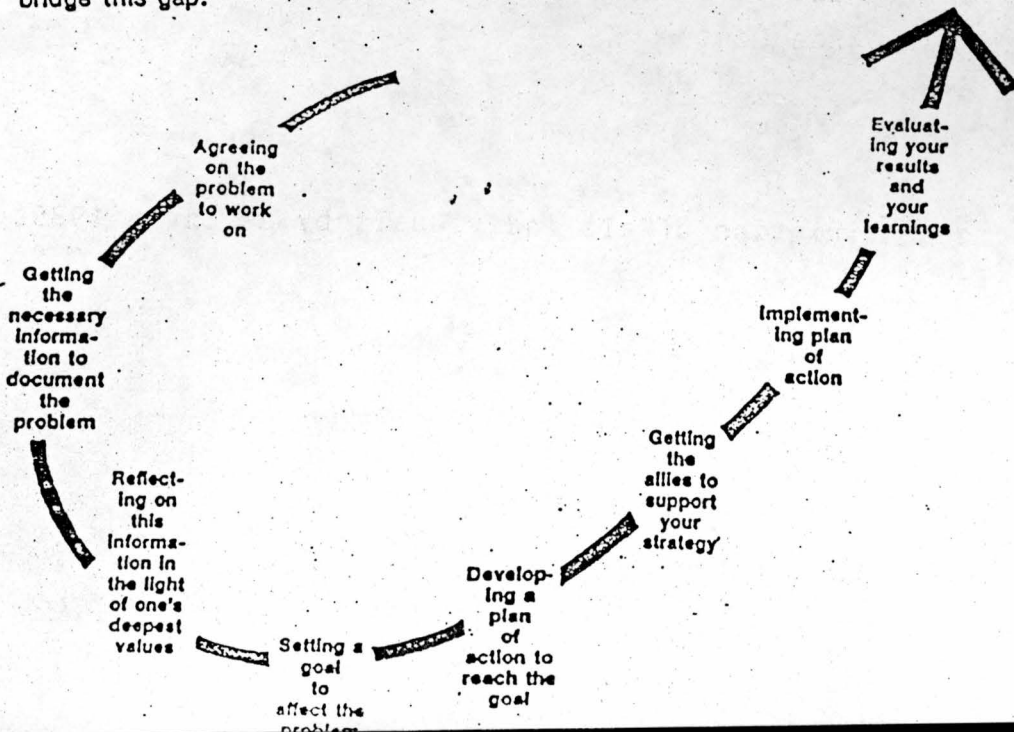 bridge this gap.
Agreeing
on the
problem
to work
on
Getting
the
necessary
informa-
tion to
document
the
problem
Reflect-
ing on
this
informa-
tion in
the light
of one's
deepest
values
Setting a
goal
to
affect the
problem
Develop-
ing a
plan
of
action to
reach the
goal
Getting
the
allies to
support
your
strategy
Implement-
ing plan
of
action
Evaluat-
ing your
results
and
your
learnings